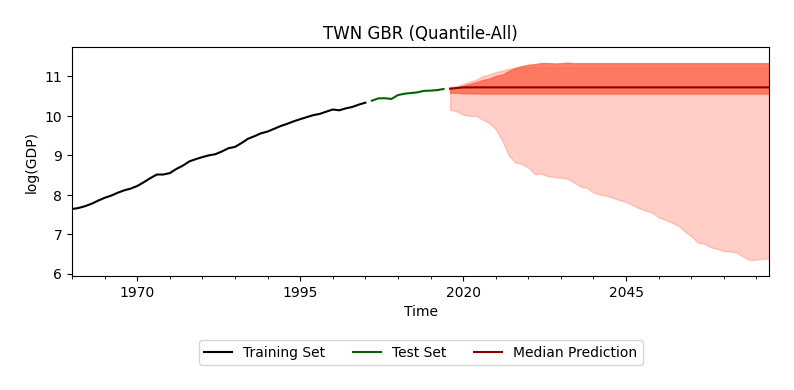 TWN GBR (Quantile-All)
11
10
9
8
7
6
log(GDP)
1970
1995
2020
2045
Time
Training Set
Test Set
Median Prediction